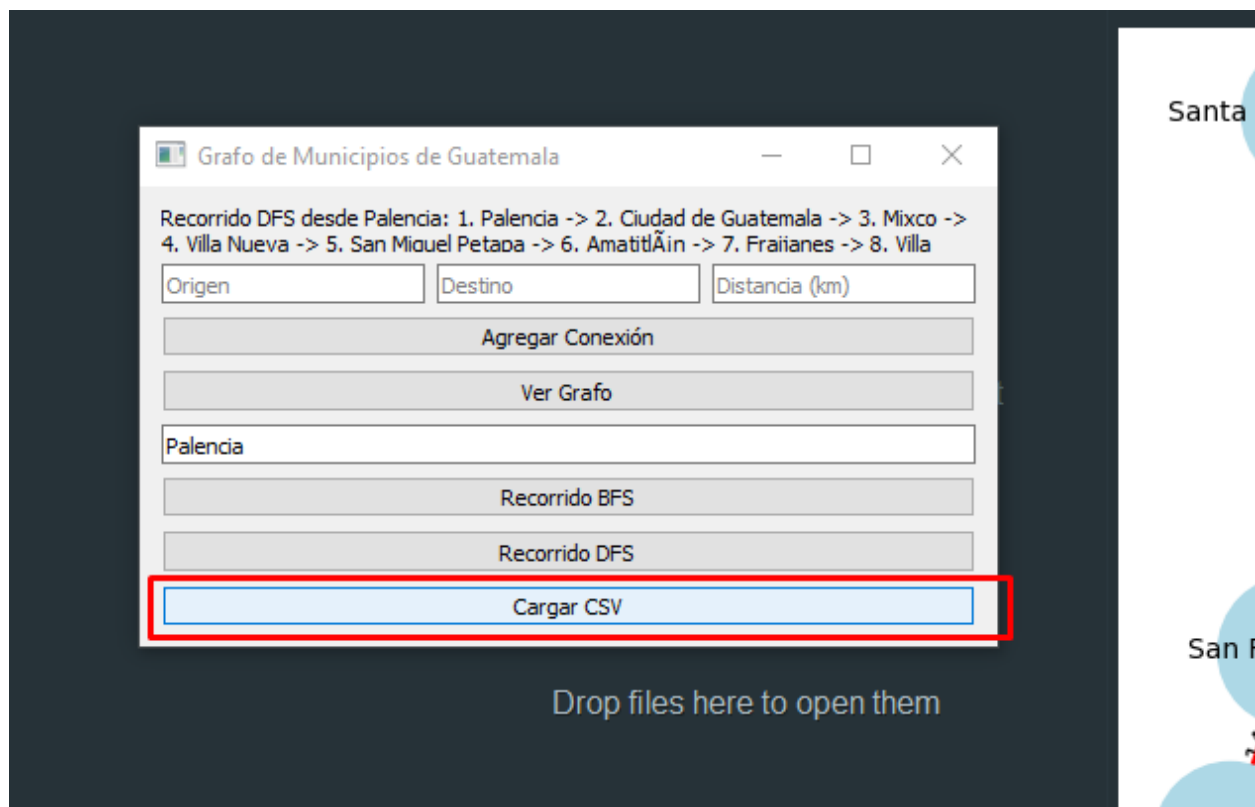 Santa
Grafo de Municipios de Guatemala
Recorrido DFS desde Palencia: 1. Palencia -> 2. Ciudad de Guatemala -> 3. Mixco ->
4. Villa Nueva -> 5. San Miguel Petapa -> 6. AmatitlÃ¡n -> 7. Fraijanes -> 8. Villa
Origen Destino Distancia (km)
Agregar Conexión
Ver Grafo
Palencia
Recorrido BFS
Recorrido DFS
Cargar CSV
San
Drop files here to open them